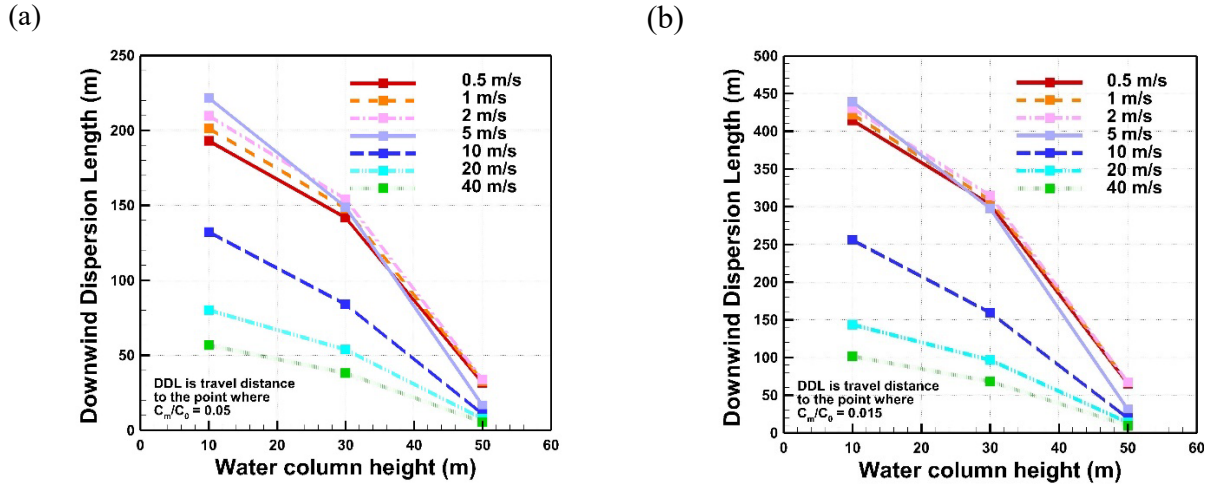 (a)
250
200
150
100
50
0
0 10 20 30 40 50 60
Downwind Dispersion Length (m)
Water column height (m)
0.5 m/s
1 m/s
2 m/s
5 m/s
10 m/s
20 m/s
40 m/s
DDL is travel distance
to the point where
Cₘ/C₀ = 0.05
(b)
500
450
400
350
300
250
200
150
100
50
0
0 10 20 30 40 50 60
Downwind Dispersion Length (m)
Water column height (m)
0.5 m/s
1 m/s
2 m/s
5 m/s
10 m/s
20 m/s
40 m/s
DDL is travel distance
to the point where
Cₘ/C₀ = 0.015